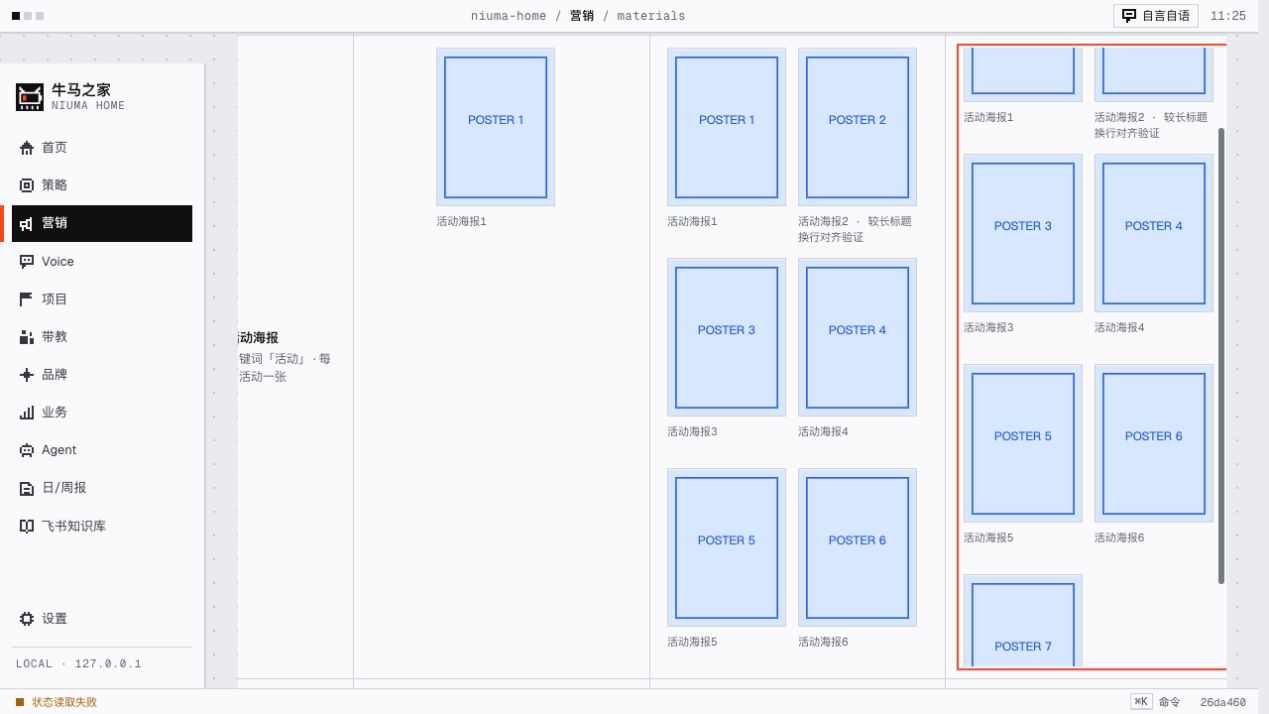 niuma-home / 营销 / materials
自言自语
11:25
牛马之家
NIUMA HOME
首页
策略
营销
Voice
项目
带教
品牌
业务
Agent
日/周报
飞书知识库
设置
LOCAL · 127.0.0.1
动海报
键词「活动」 · 每
活动一张
POSTER 1
活动海报1
POSTER 1
POSTER 2
活动海报1
活动海报2 · 较长标题
换行对齐验证
POSTER 3
POSTER 4
活动海报3
活动海报4
POSTER 5
POSTER 6
活动海报5
活动海报6
活动海报1
活动海报2 · 较长标题
换行对齐验证
POSTER 3
POSTER 4
活动海报3
活动海报4
POSTER 5
POSTER 6
活动海报5
活动海报6
POSTER 7
状态读取失败
⌘K 命令
26da460